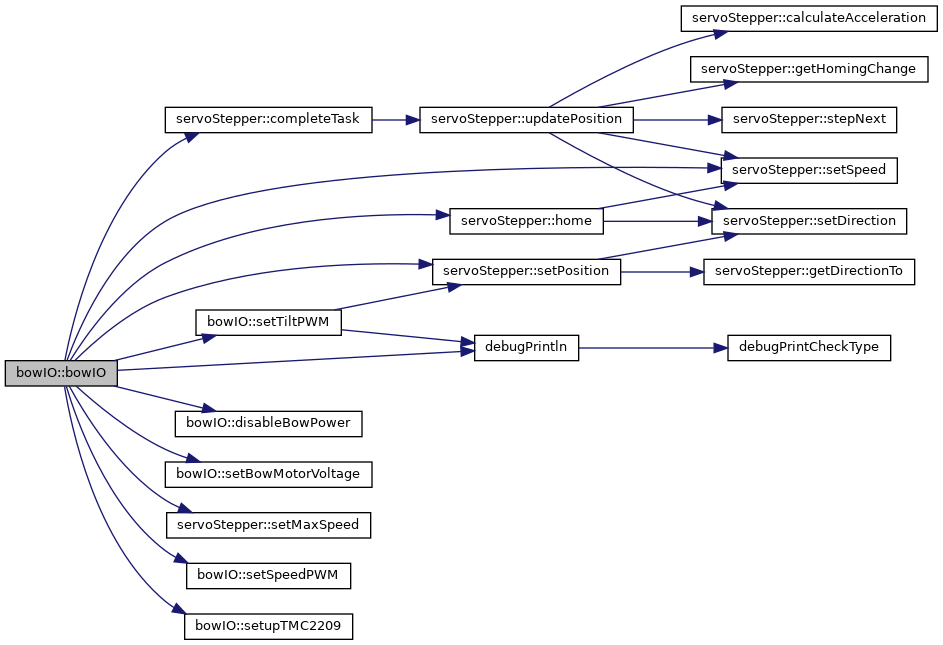 servoStepper::calculateAcceleration
servoStepper::getHomingChange
servoStepper::completeTask
servoStepper::updatePosition
servoStepper::stepNext
servoStepper::setSpeed
servoStepper::home
servoStepper::setDirection
servoStepper::setPosition
servoStepper::getDirectionTo
bowIO::setTiltPWM
debugPrintln
debugPrintCheckType
bowIO::bowIO
bowIO::disableBowPower
bowIO::setBowMotorVoltage
servoStepper::setMaxSpeed
bowIO::setSpeedPWM
bowIO::setupTMC2209